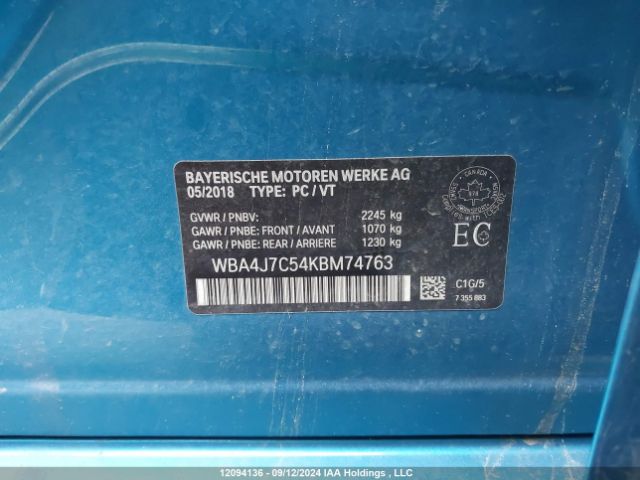 BAYERISCHE MOTOREN WERKE AG
05/2018 TYPE: PC / VT
GVWR / PNBV: 2245 kg
GAWR / PNBE: FRONT / AVANT 1070 kg
GAWR / PNBE: REAR / ARRIERE 1230 kg
WBA4J7C54KBM74763
CANADA
TRANSPORT
EC
C1G/5
7 355 883
12094136 - 09/12/2024 IAA Holdings , LLC